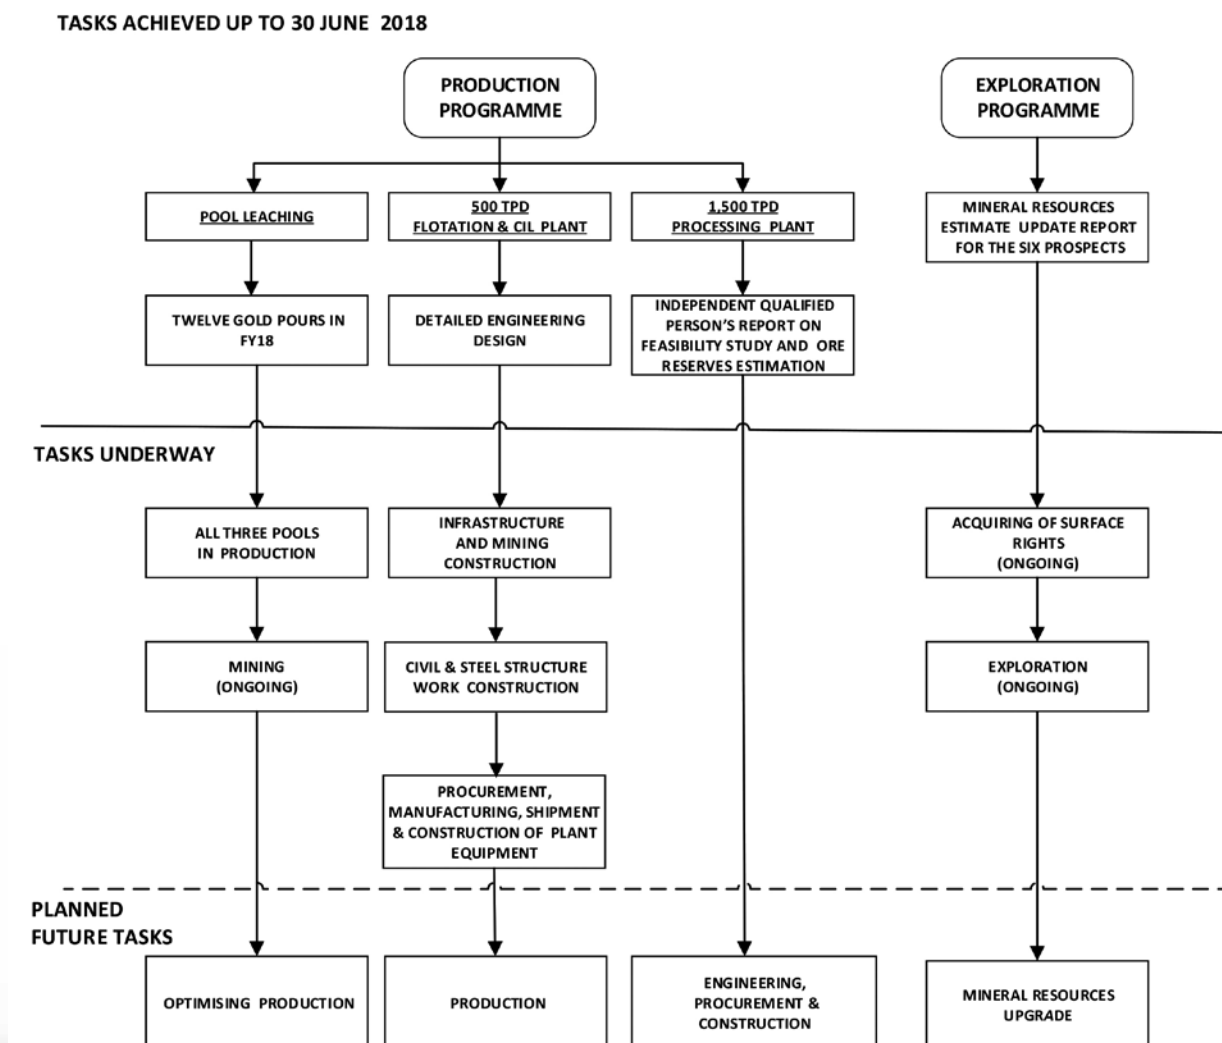 TASKS ACHIEVED UP TO 30 JUNE 2018
PRODUCTION
PROGRAMME
EXPLORATION
PROGRAMME
POOL LEACHING
500 TPD
FLOTATION & CIL PLANT
1,500 TPD
PROCESSING PLANT
MINERAL RESOURCES
ESTIMATE UPDATE REPORT
FOR THE SIX PROSPECTS
TWELVE GOLD POURS IN
FY18
DETAILED ENGINEERING
DESIGN
INDEPENDENT QUALIFIED
PERSON'S REPORT ON
FEASIBILITY STUDY AND ORE
RESERVES ESTIMATION
TASKS UNDERWAY
ALL THREE POOLS
IN PRODUCTION
INFRASTRUCTURE
AND MINING
CONSTRUCTION
ACQUIRING OF SURFACE
RIGHTS
(ONGOING)
MINING
(ONGOING)
CIVIL & STEEL STRUCTURE
WORK CONSTRUCTION
EXPLORATION
(ONGOING)
PROCUREMENT,
MANUFACTURING, SHIPMENT
& CONSTRUCTION OF PLANT
EQUIPMENT
PLANNED
FUTURE TASKS
OPTIMISING PRODUCTION
PRODUCTION
ENGINEERING,
PROCUREMENT &
CONSTRUCTION
MINERAL RESOURCES
UPGRADE